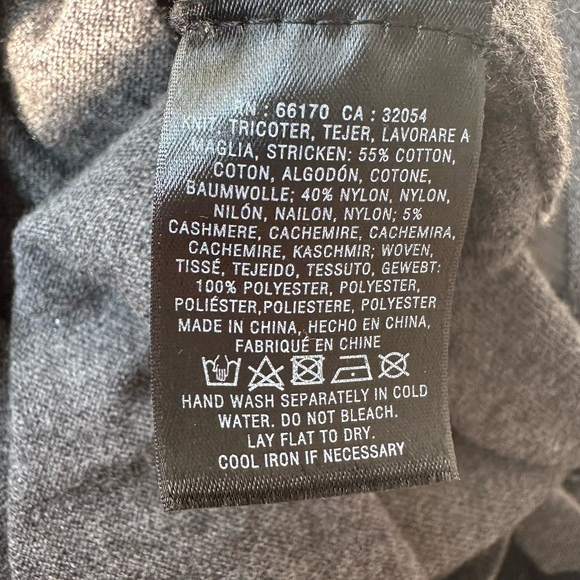 RN : 66170 CA : 32054
KNIT: TRICOTER, TEJER, LAVORARE A
MAGLIA, STRICKEN: 55% COTTON,
COTON, ALGODÓN, COTONE,
BAUMWOLLE; 40% NYLON, NYLON,
NILÓN, NAILON, NYLON; 5%
CASHMERE, CACHEMIRE, CACHEMIRA,
CACHEMIRE, KASCHMIR; WOVEN,
TISSÉ, TEJEIDO, TESSUTO, GEWEBT:
100% POLYESTER, POLYESTER,
POLIÉSTER,POLIESTERE, POLYESTER
MADE IN CHINA, HECHO EN CHINA,
FABRIQUÉ EN CHINE
HAND WASH SEPARATELY IN COLD
WATER. DO NOT BLEACH.
LAY FLAT TO DRY.
COOL IRON IF NECESSARY